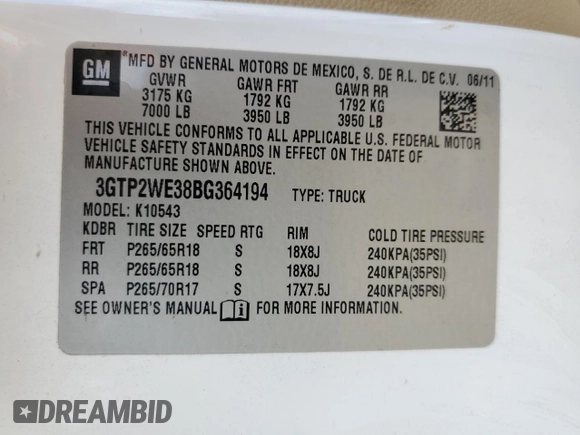 GM *MFD BY GENERAL MOTORS DE MEXICO, S. DE R.L. DE C.V. 06/11
GVWR GAWR FRT GAWR RR
3175 KG 1792 KG 1792 KG
7000 LB 3950 LB 3950 LB
THIS VEHICLE CONFORMS TO ALL APPLICABLE U.S. FEDERAL MOTOR
VEHICLE SAFETY STANDARDS IN EFFECT ON THE DATE OF
MANUFACTURE SHOWN ABOVE.
3GTP2WE38BG364194 TYPE: TRUCK
MODEL: K10543
KDBR TIRE SIZE SPEED RTG RIM COLD TIRE PRESSURE
FRT P265/65R18 S 18X8J 240KPA(35PSI)
RR P265/65R18 S 18X8J 240KPA(35PSI)
SPA P265/70R17 S 17X7.5J 240KPA(35PSI)
SEE OWNER'S MANUAL FOR MORE INFORMATION.
DREAMBID